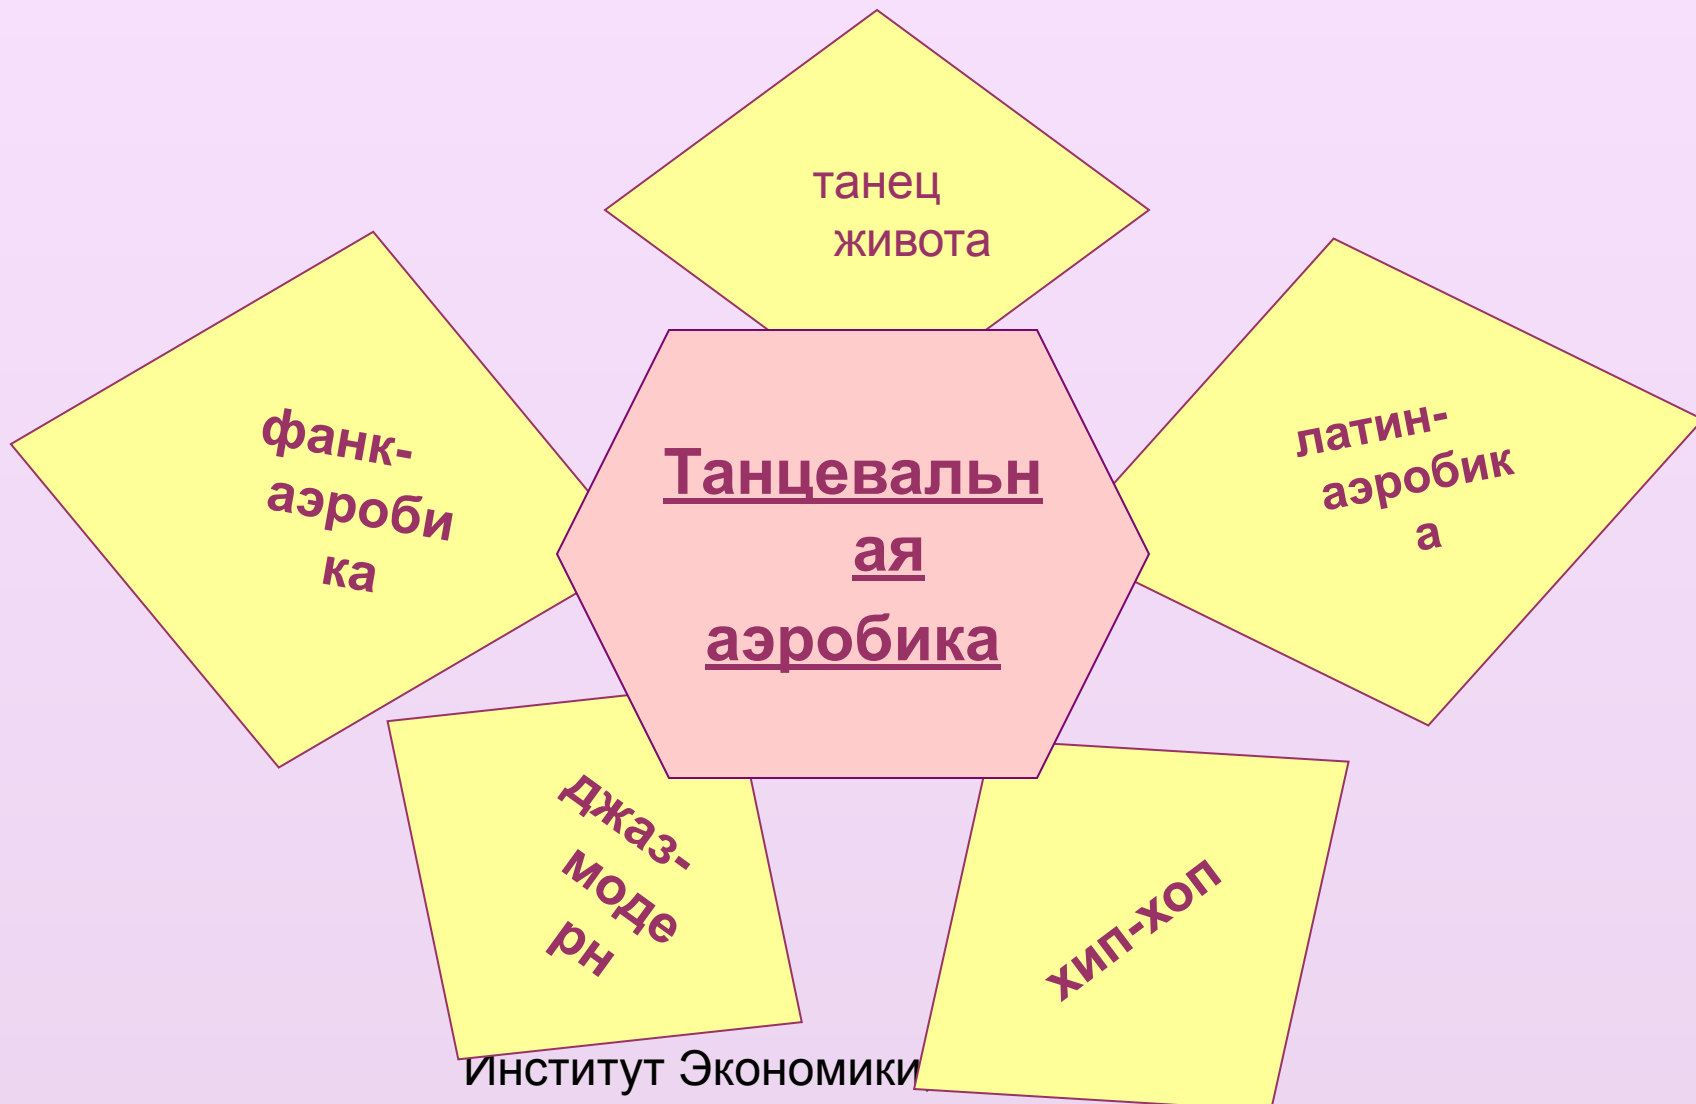 танец
живота
фанк-
аэроби
ка
латин-
аэробик
а
Танцевальн
ая
аэробика
джаз-
моде
рн
хип-хоп
Институт Экономики